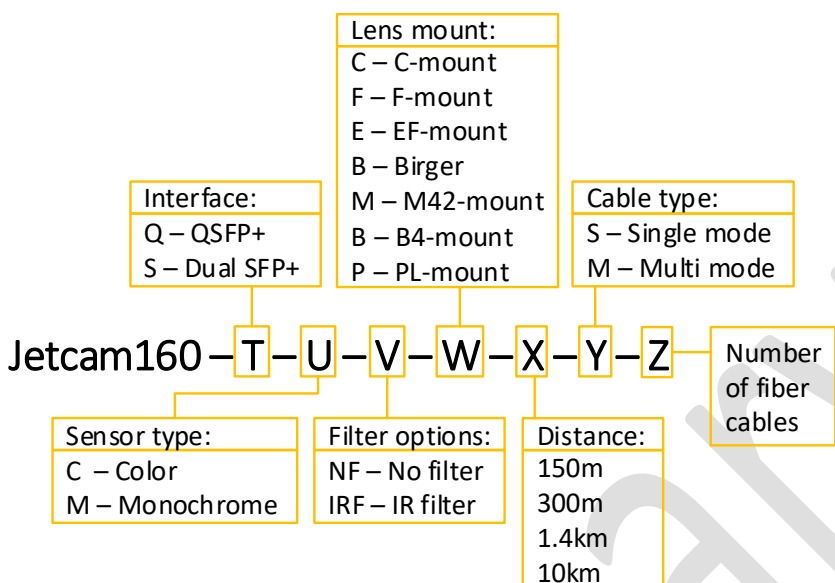 Lens mount:
C – C-mount
F – F-mount
E – EF-mount
B – Birger
M – M42-mount
B – B4-mount
P – PL-mount
Interface:
Q – QSFP+
S – Dual SFP+
Cable type:
S – Single mode
M – Multi mode
Jetcam160 – T – U – V – W – X – Y – Z
Number
of fiber
cables
Sensor type:
C – Color
M – Monochrome
Filter options:
NF – No filter
IRF – IR filter
Distance:
150m
300m
1.4km
10km